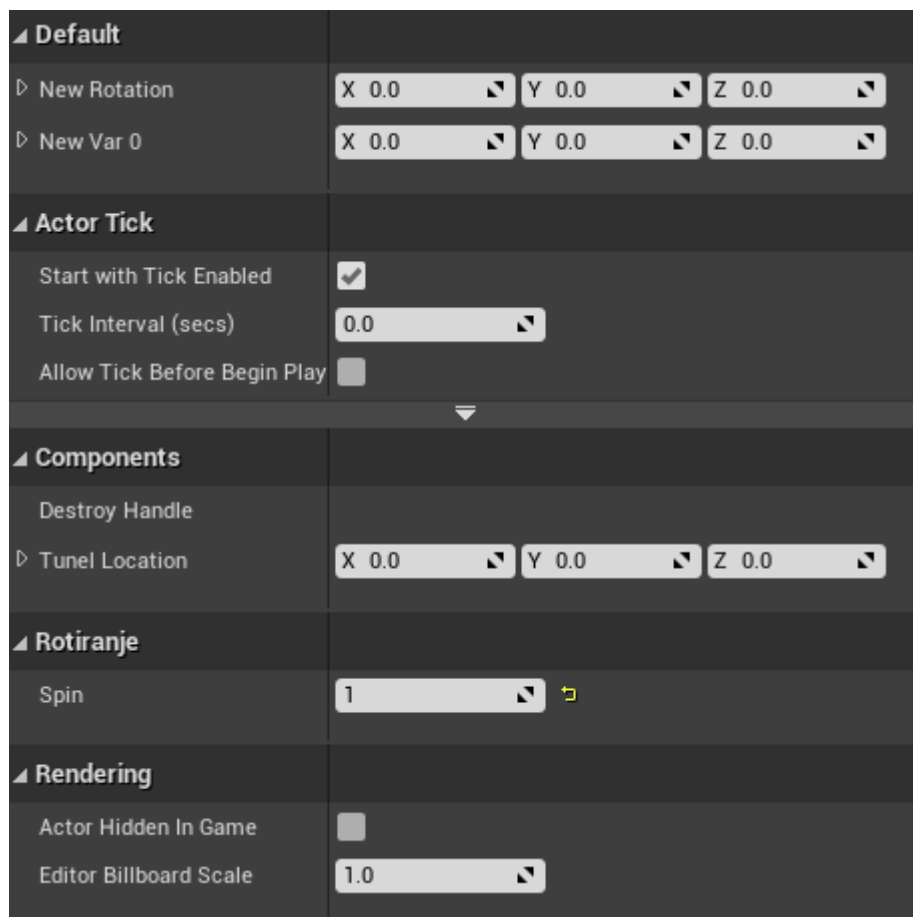 Default
New Rotation X 0.0 Y 0.0 Z 0.0
New Var 0 X 0.0 Y 0.0 Z 0.0
Actor Tick
Start with Tick Enabled
Tick Interval (secs) 0.0
Allow Tick Before Begin Play
Components
Destroy Handle
Tunel Location X 0.0 Y 0.0 Z 0.0
Rotiranje
Spin 1
Rendering
Actor Hidden In Game
Editor Billboard Scale 1.0